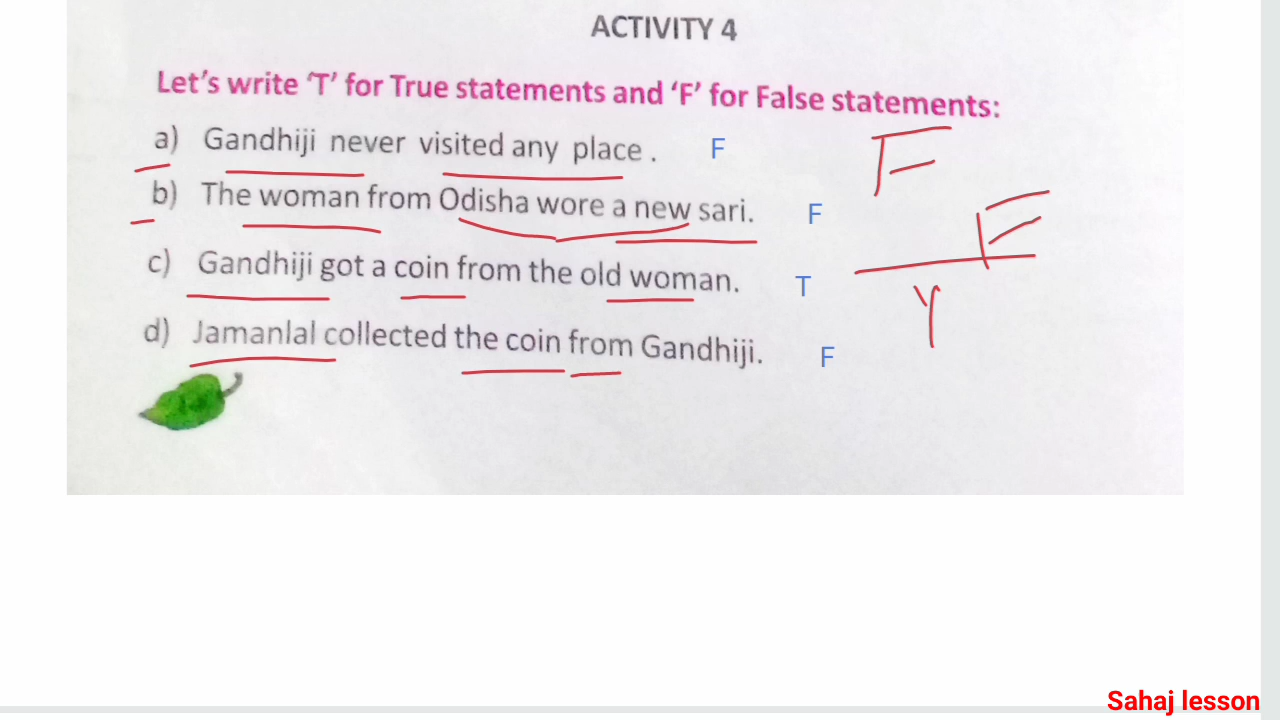 ACTIVITY 4
Let's write 'T' for True statements and 'F' for False statements:
a) Gandhiji never visited any place . F F
b) The woman from Odisha wore a new sari. F F
c) Gandhiji got a coin from the old woman. T
d) Jamanlal collected the coin from Gandhiji. F
Sahaj lesson